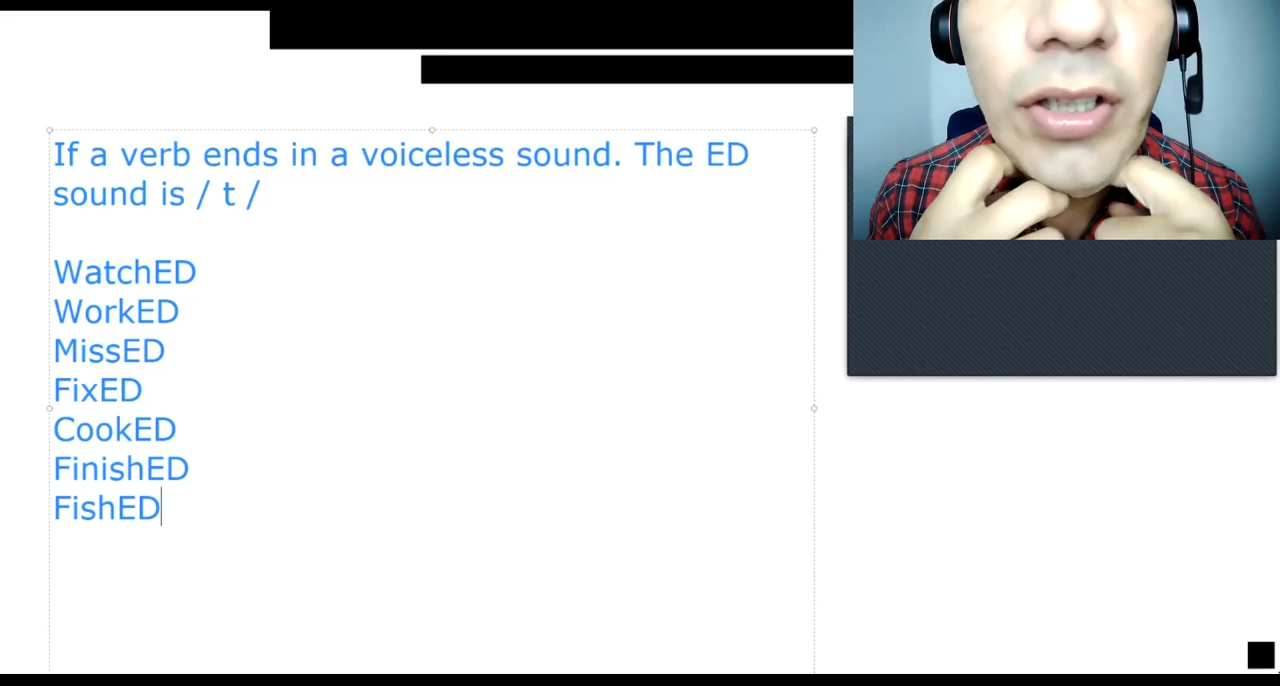 If a verb ends in a voiceless sound. The ED
sound is / t /
WatchED
WorkED
MissED
FixED
CookED
FinishED
FishED